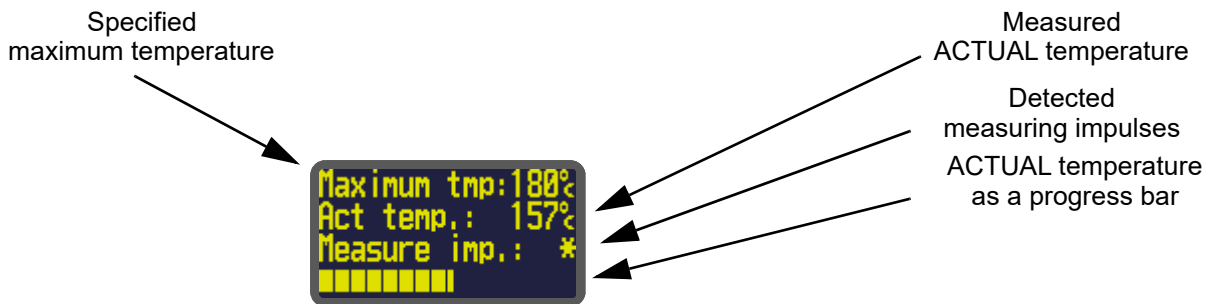 Specified
maximum temperature
Measured
ACTUAL temperature
Detected
measuring impulses
ACTUAL temperature
as a progress bar
Maximum tmp:180°c
Act temp.: 157°c
Measure imp.: *